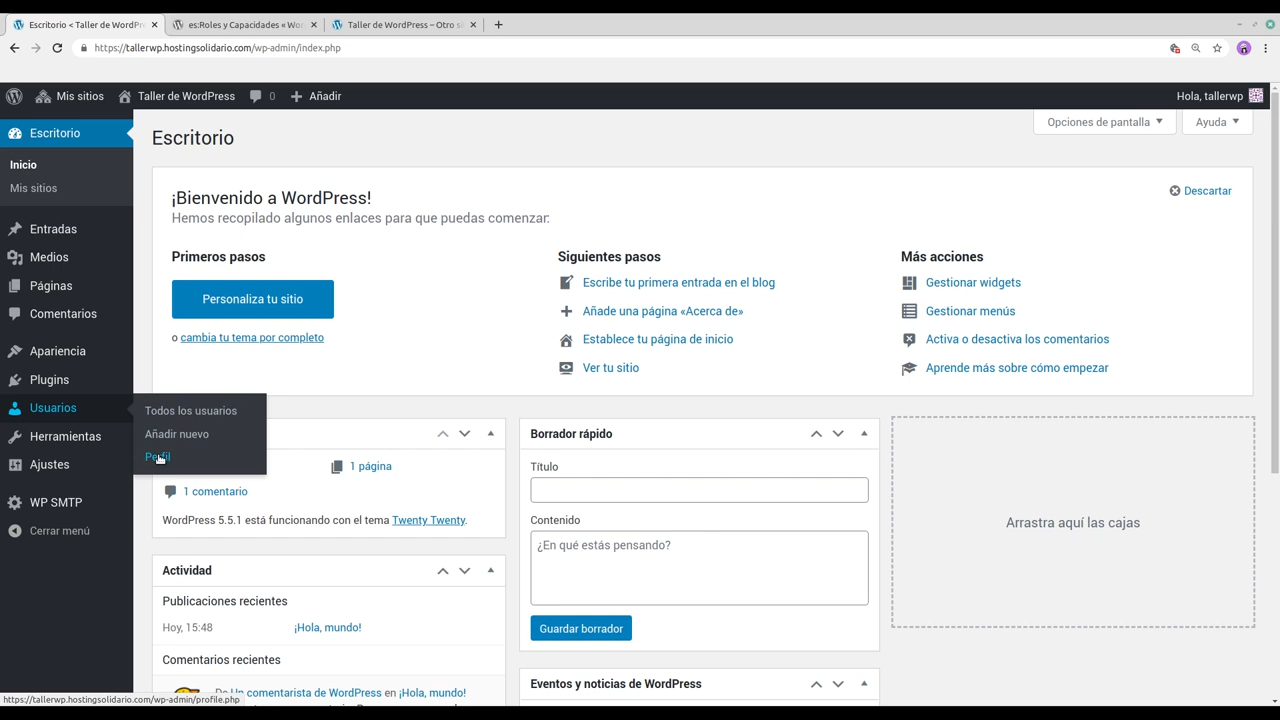 Escritorio < Taller de WordPr
es:Roles y Capacidades « Wor
Taller de WordPress – Otro si
https://tallerwp.hostingsolidario.com/wp-admin/index.php
Mis sitios
Taller de WordPress
0
Añadir
Hola, tallerwp
Escritorio
Inicio
Mis sitios
Entradas
Medios
Páginas
Comentarios
Apariencia
Plugins
Usuarios
Herramientas
Ajustes
WP SMTP
Cerrar menú
Todos los usuarios
Añadir nuevo
Perfil
Escritorio
Opciones de pantalla
Ayuda
¡Bienvenido a WordPress!
Descartar
Hemos recopilado algunos enlaces para que puedas comenzar:
Primeros pasos
Personaliza tu sitio
o cambia tu tema por completo
Siguientes pasos
Escribe tu primera entrada en el blog
Añade una página «Acerca de»
Establece tu página de inicio
Ver tu sitio
Más acciones
Gestionar widgets
Gestionar menús
Activa o desactiva los comentarios
Aprende más sobre cómo empezar
1 página
1 comentario
WordPress 5.5.1 está funcionando con el tema Twenty Twenty.
Actividad
Publicaciones recientes
Hoy, 15:48
¡Hola, mundo!
Comentarios recientes
De Un comentarista de WordPress en ¡Hola, mundo!
Borrador rápido
Título
Contenido
¿En qué estás pensando?
Guardar borrador
Eventos y noticias de WordPress
Arrastra aquí las cajas
https://tallerwp.hostingsolidario.com/wp-admin/profile.php